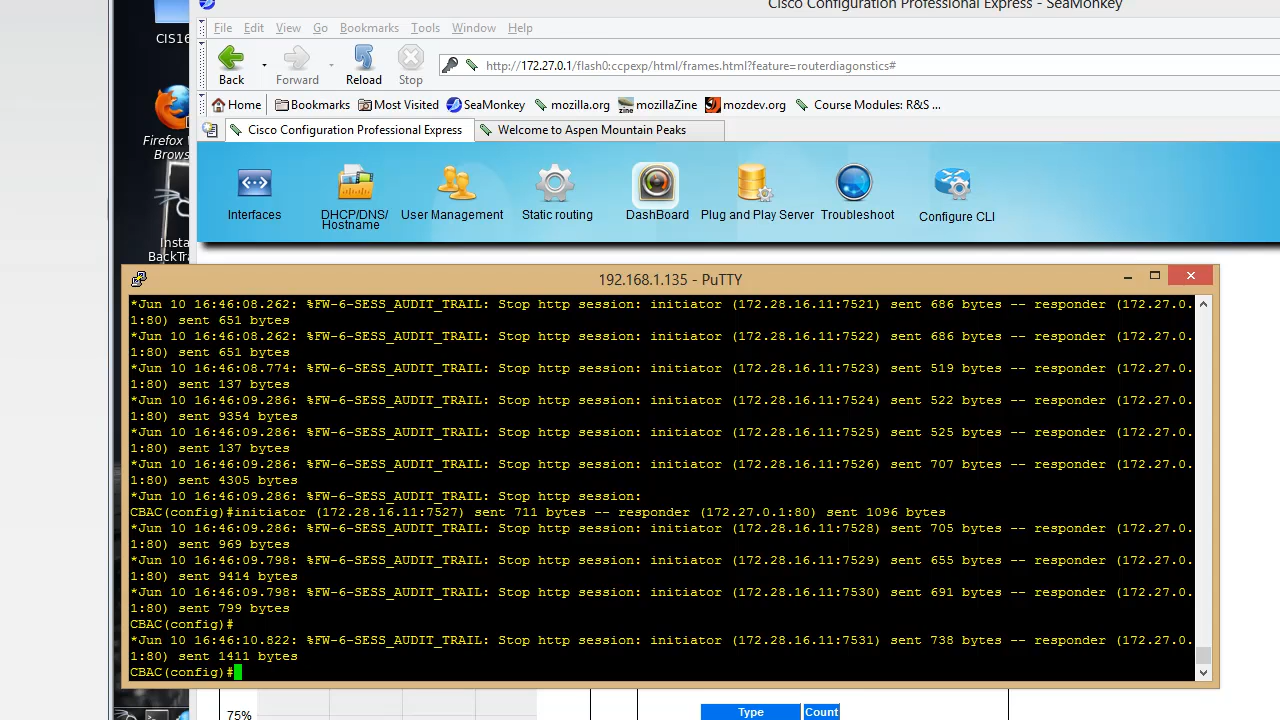 Cisco Configuration Professional Express - SeaMonkey
CIS16
File Edit View Go Bookmarks Tools Window Help
Back Forward Reload Stop
http://172.27.0.1/flash0:ccpexp/html/frames.html?feature=routerdiagonstics#
Home Bookmarks Most Visited SeaMonkey mozilla.org mozillaZine mozdev.org Course Modules: R&S ...
Cisco Configuration Professional Express Welcome to Aspen Mountain Peaks
Firefox
Brows
Insta
BackTra
Interfaces DHCP/DNS/ Hostname User Management Static routing DashBoard Plug and Play Server Troubleshoot Configure CLI
192.168.1.135 - PuTTY
*Jun 10 16:46:08.262: %FW-6-SESS_AUDIT_TRAIL: Stop http session: initiator (172.28.16.11:7521) sent 686 bytes -- responder (172.27.0.
1:80) sent 651 bytes
*Jun 10 16:46:08.262: %FW-6-SESS_AUDIT_TRAIL: Stop http session: initiator (172.28.16.11:7522) sent 686 bytes -- responder (172.27.0.
1:80) sent 651 bytes
*Jun 10 16:46:08.774: %FW-6-SESS_AUDIT_TRAIL: Stop http session: initiator (172.28.16.11:7523) sent 519 bytes -- responder (172.27.0.
1:80) sent 137 bytes
*Jun 10 16:46:09.286: %FW-6-SESS_AUDIT_TRAIL: Stop http session: initiator (172.28.16.11:7524) sent 522 bytes -- responder (172.27.0.
1:80) sent 9354 bytes
*Jun 10 16:46:09.286: %FW-6-SESS_AUDIT_TRAIL: Stop http session: initiator (172.28.16.11:7525) sent 525 bytes -- responder (172.27.0.
1:80) sent 137 bytes
*Jun 10 16:46:09.286: %FW-6-SESS_AUDIT_TRAIL: Stop http session: initiator (172.28.16.11:7526) sent 707 bytes -- responder (172.27.0.
1:80) sent 4305 bytes
*Jun 10 16:46:09.286: %FW-6-SESS_AUDIT_TRAIL: Stop http session:
CBAC(config)#initiator (172.28.16.11:7527) sent 711 bytes -- responder (172.27.0.1:80) sent 1096 bytes
*Jun 10 16:46:09.286: %FW-6-SESS_AUDIT_TRAIL: Stop http session: initiator (172.28.16.11:7528) sent 705 bytes -- responder (172.27.0.
1:80) sent 969 bytes
*Jun 10 16:46:09.798: %FW-6-SESS_AUDIT_TRAIL: Stop http session: initiator (172.28.16.11:7529) sent 655 bytes -- responder (172.27.0.
1:80) sent 9414 bytes
*Jun 10 16:46:09.798: %FW-6-SESS_AUDIT_TRAIL: Stop http session: initiator (172.28.16.11:7530) sent 691 bytes -- responder (172.27.0.
1:80) sent 799 bytes
CBAC(config)#
*Jun 10 16:46:10.822: %FW-6-SESS_AUDIT_TRAIL: Stop http session: initiator (172.28.16.11:7531) sent 738 bytes -- responder (172.27.0.
1:80) sent 1411 bytes
CBAC(config)#
75% Type Count